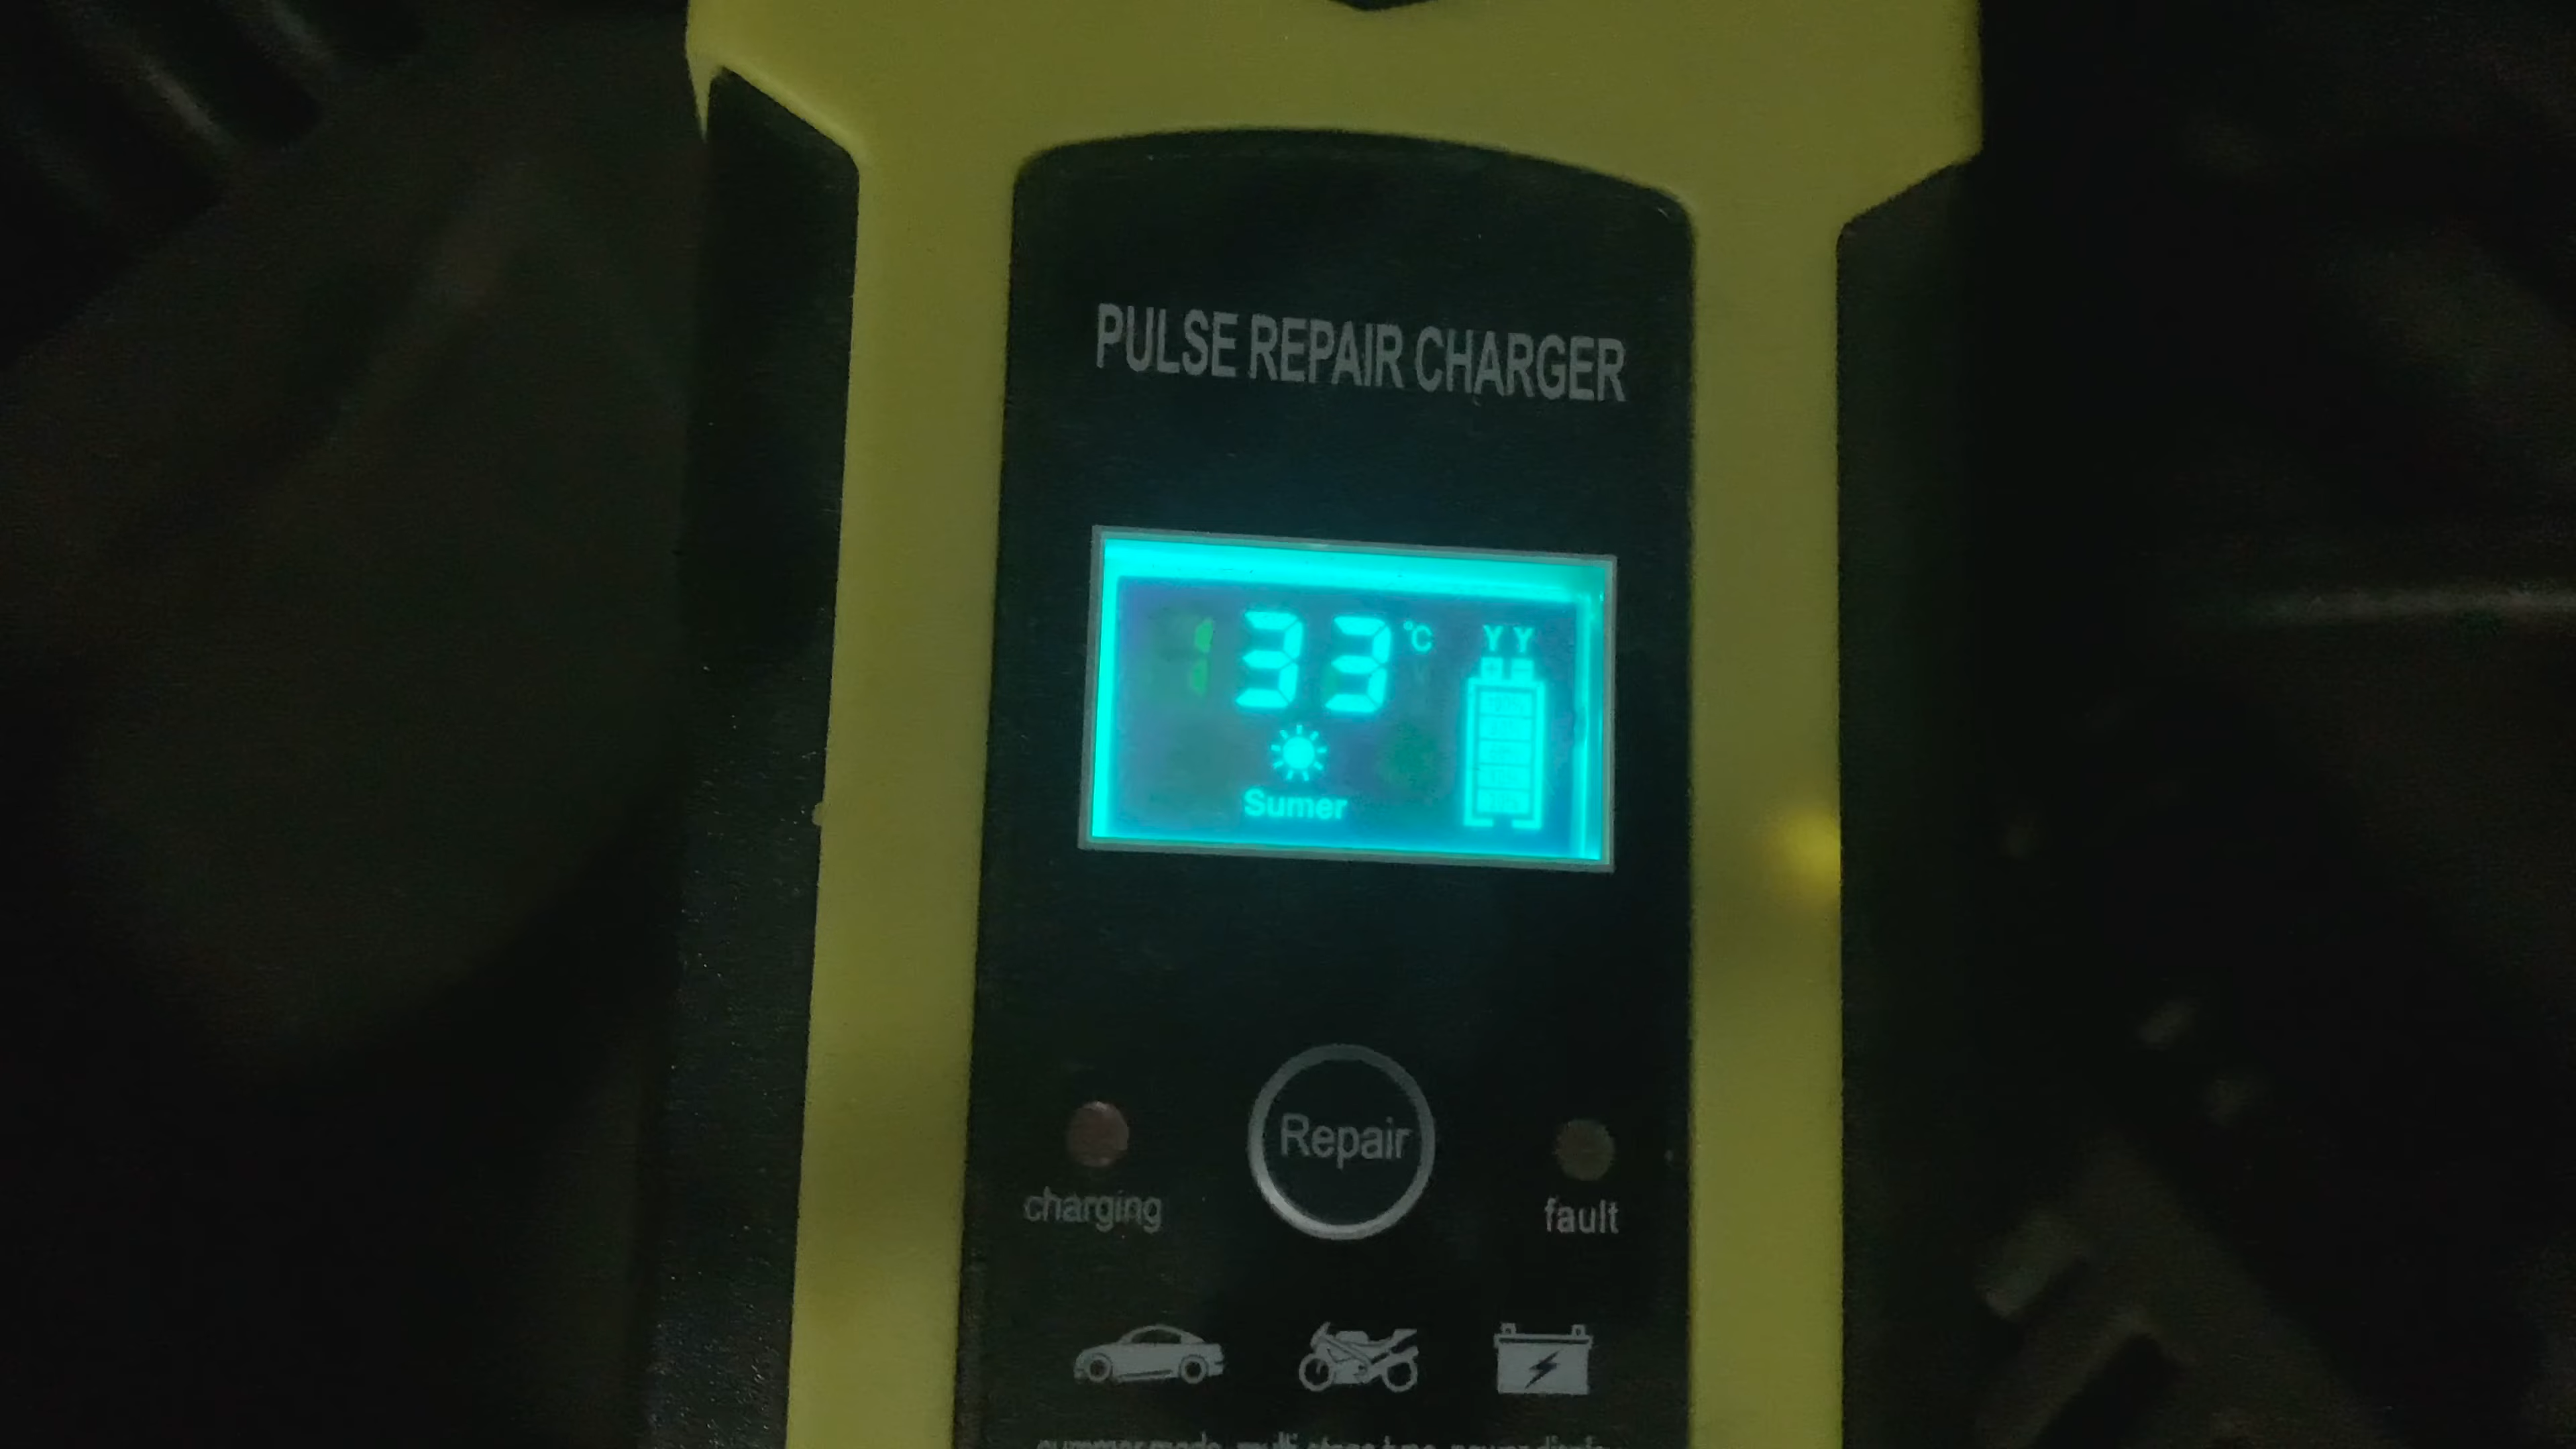 PULSE REPAIR CHARGER
33 °C
Sumer
Repair
charging
fault